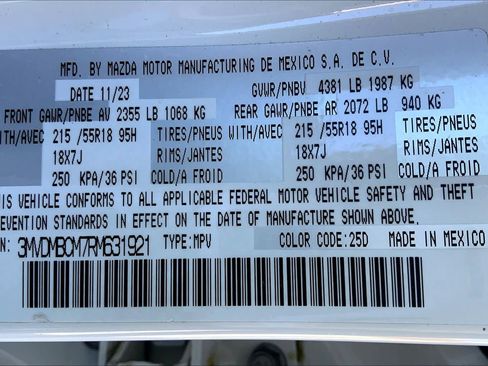 MFD. BY MAZDA MOTOR MANUFACTURING DE MEXICO S.A. DE C.V.
DATE 11/23 GVWR/PNBV 4381 LB 1987 KG
FRONT GAWR/PNBE AV 2355 LB 1068 KG REAR GAWR/PNBE AR 2072 LB 940 KG
WITH/AVEC 215 /55R18 95H TIRES/PNEUS WITH/AVEC 215 /55R18 95H TIRES/PNEUS
18X7J RIMS/JANTES 18X7J RIMS/JANTES
250 KPA/36 PSI COLD/A FROID 250 KPA/36 PSI COLD/A FROID
IS VEHICLE CONFORMS TO ALL APPLICABLE FEDERAL MOTOR VEHICLE SAFETY AND THEFT
EVENTION STANDARDS IN EFFECT ON THE DATE OF MANUFACTURE SHOWN ABOVE.
N: 3MVDMBCM7RM631921 TYPE:MPV COLOR CODE:25D MADE IN MEXICO